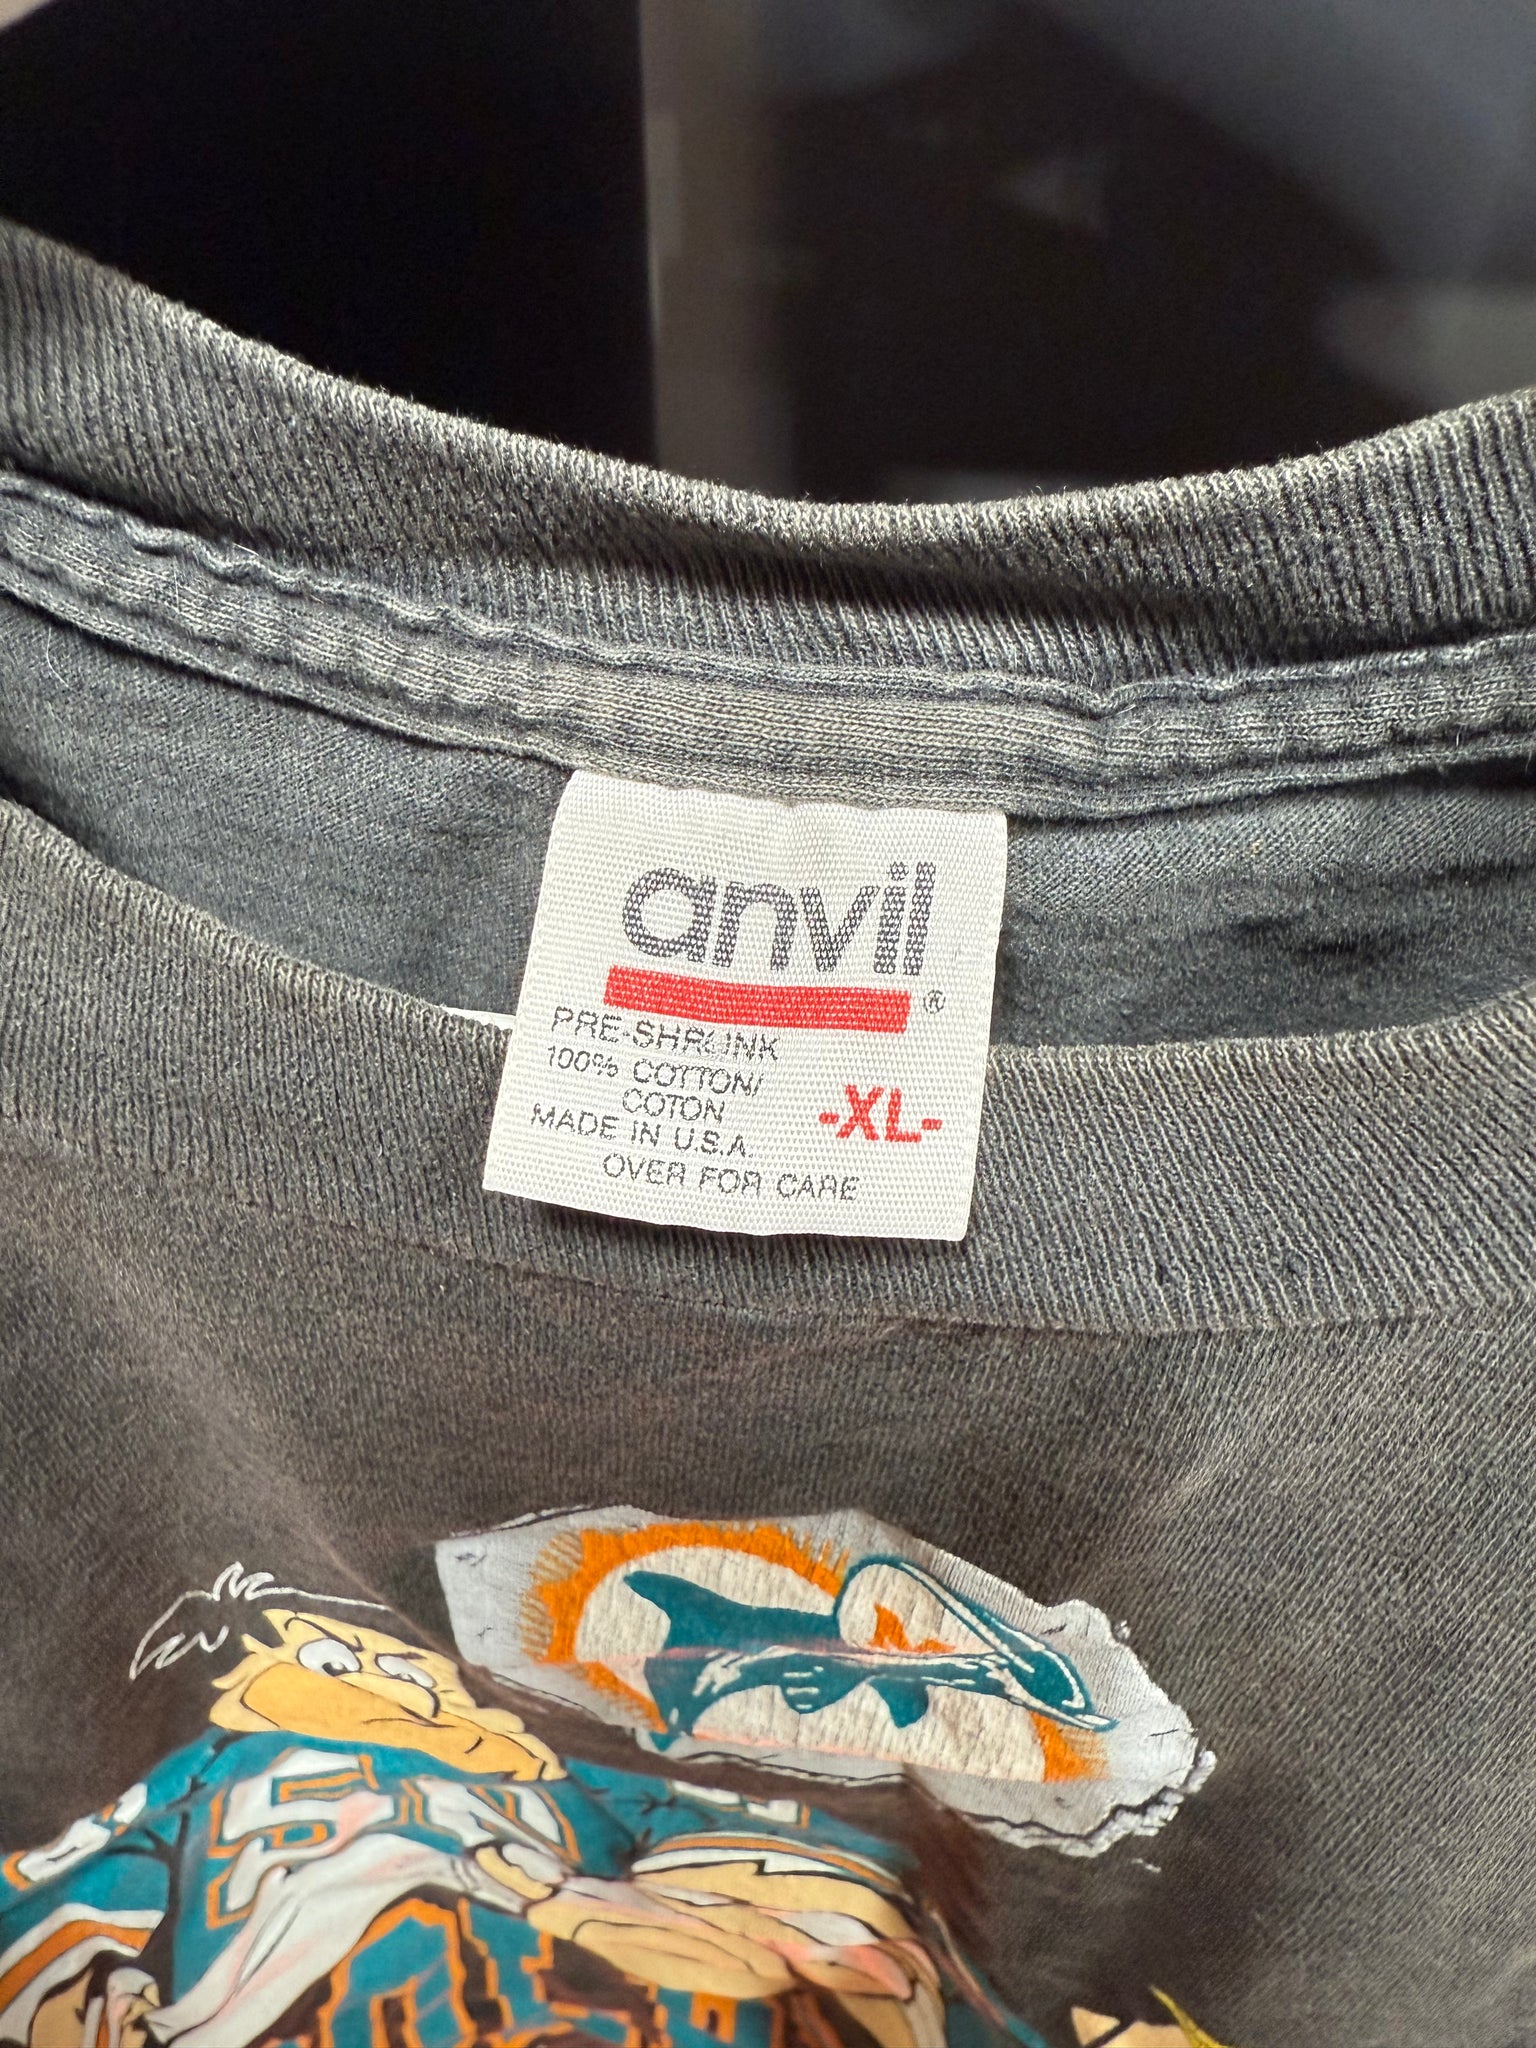 anvil
®
PRE-SHRUNK
100% COTTON/
COTON
-XL-
MADE IN U.S.A.
OVER FOR CARE